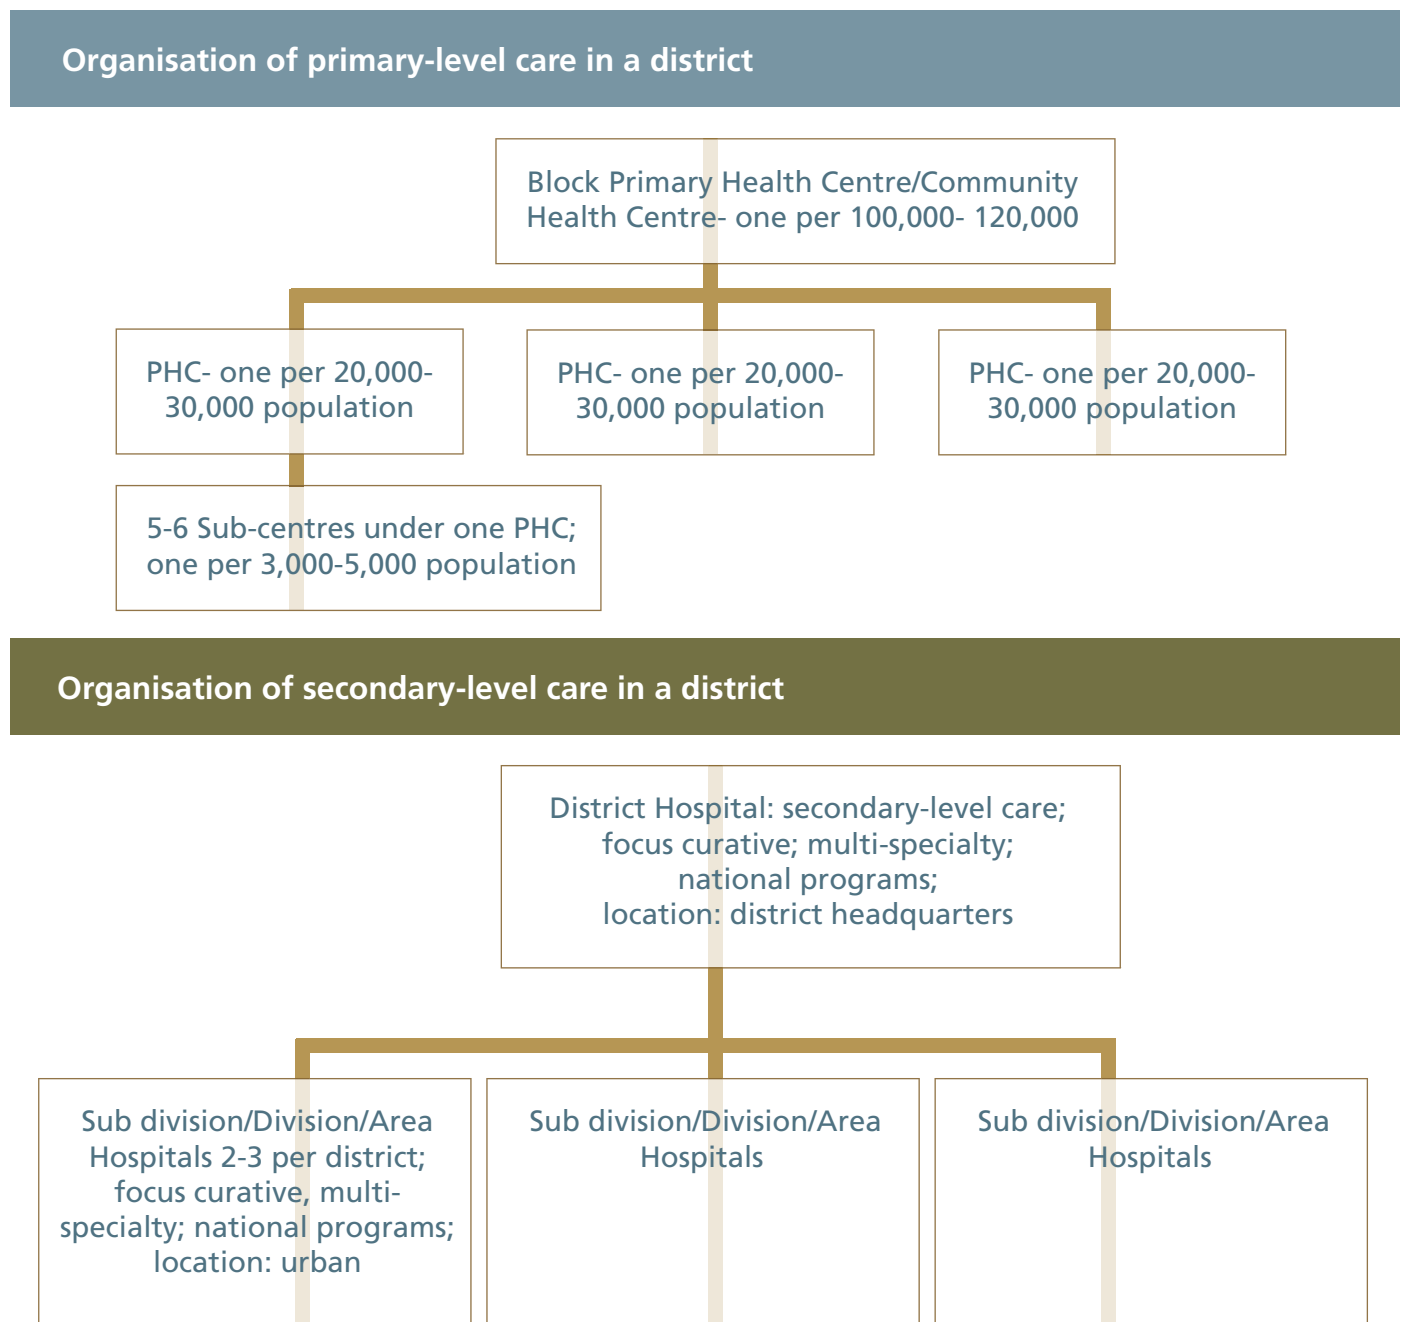 Organisation of primary-level care in a district
Block Primary Health Centre/Community
Health Centre- one per 100,000- 120,000
PHC- one per 20,000-
30,000 population
PHC- one per 20,000-
30,000 population
PHC- one per 20,000-
30,000 population
5-6 Sub-centres under one PHC;
one per 3,000-5,000 population
Organisation of secondary-level care in a district
District Hospital: secondary-level care;
focus curative; multi-specialty;
national programs;
location: district headquarters
Sub division/Division/Area
Hospitals 2-3 per district;
focus curative, multi-
specialty; national programs;
location: urban
Sub division/Division/Area
Hospitals
Sub division/Division/Area
Hospitals